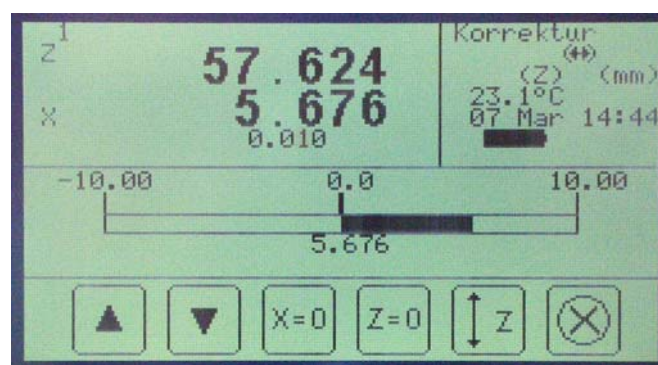 1
Z 57.624
X 5.676
0.010
Korrektur
(↔)
(Z) (mm)
23.1°C
07 Mar 14:44
-10.00 0.0 10.00
5.676
X=0 Z=0 Z